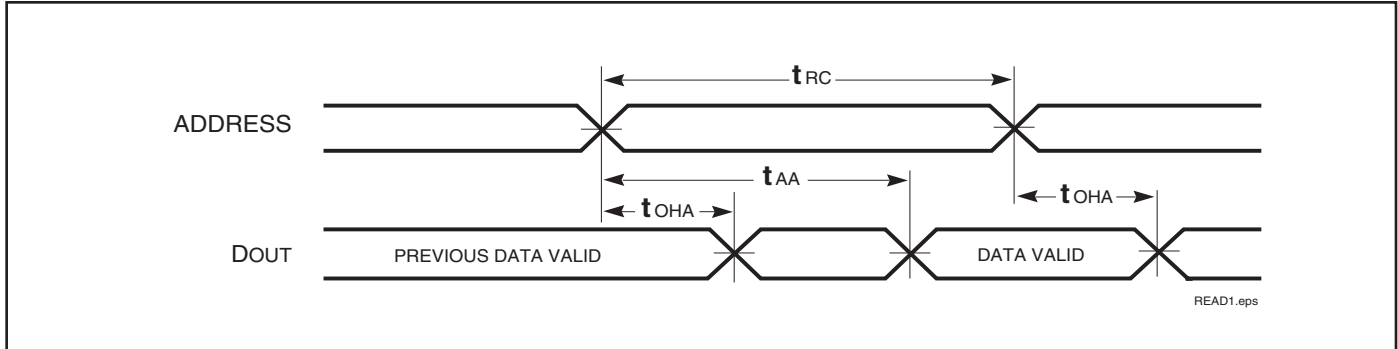 tRC
ADDRESS
tAA
tOHA
tOHA
DOUT
PREVIOUS DATA VALID
DATA VALID
READ1.eps